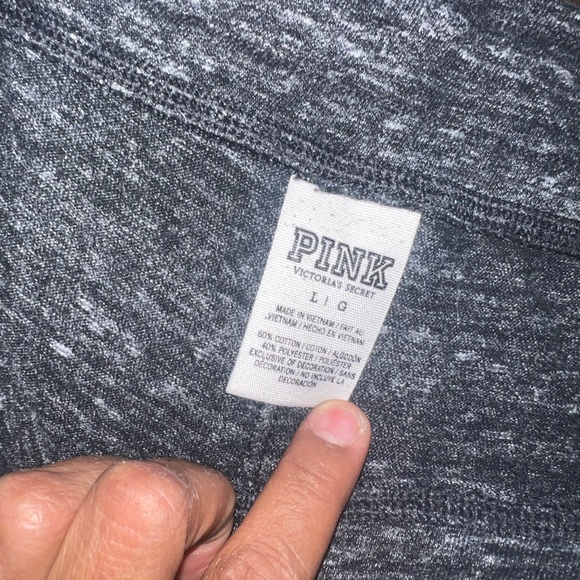 PINK
VICTORIA'S SECRET
L / G
MADE IN VIETNAM / FAIT AU
VIETNAM / HECHO EN VIETNAM
60% COTTON / COTON / ALGODÓN
40% POLYESTER / POLIÉSTER
EXCLUSIVE OF DECORATION / SANS
DÉCORATION / NO INCLUYE LA
DECORACIÓN